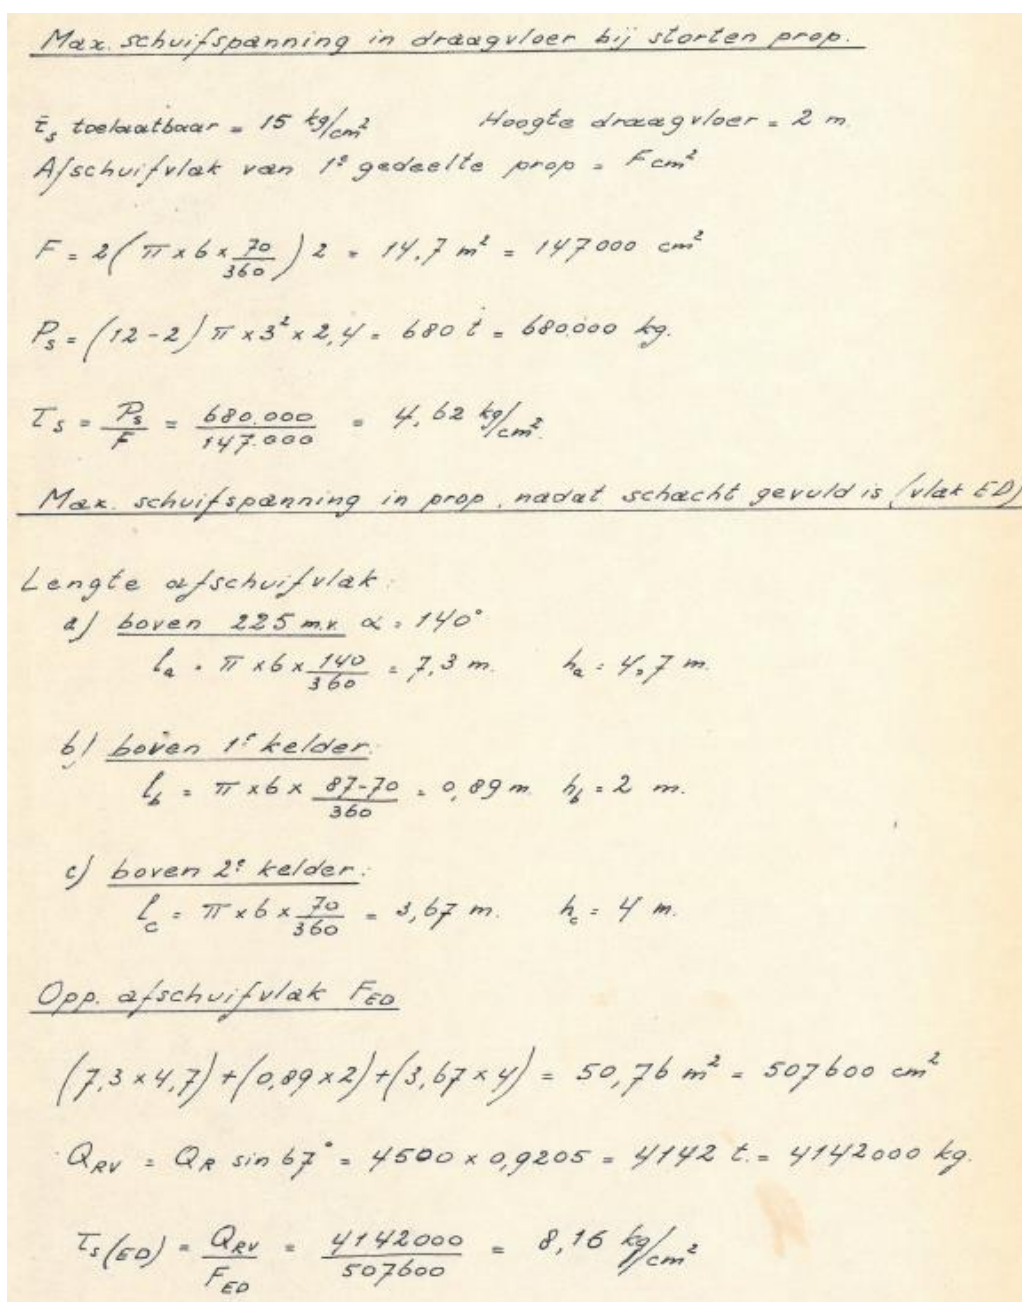 Max. schuifspanning in draagvloer bij storten prop.
τ̄s toelaatbaar = 15 kg/cm² Hoogte draagvloer = 2 m.
Afschuifvlak van 1e gedeelte prop = F cm²
F = 2(π x 6 x 70/360) 2 = 14,7 m² = 147000 cm²
Ps = (12-2) π x 3² x 2,4 = 680 t = 680.000 kg.
τs = Ps/F = 680.000/147.000 = 4,62 kg/cm².
Max. schuifspanning in prop, nadat schacht gevuld is (vlak ED)
Lengte afschuifvlak:
a) boven 225 m.v. α = 140°
la = π x 6 x 140/360 = 7,3 m. ha = 4,7 m.
b) boven 1e kelder:
lb = π x 6 x 87-70/360 = 0,89 m. hb = 2 m.
c) boven 2e kelder:
lc = π x 6 x 70/360 = 3,67 m. hc = 4 m.
Opp. afschuifvlak FED
(7,3 x 4,7) + (0,89 x 2) + (3,67 x 4) = 50,76 m² = 507600 cm²
QRV = QR sin 67° = 4500 x 0,9205 = 4142 t. = 4142000 kg.
τs(ED) = QRV/FED = 4142000/507600 = 8,16 kg/cm²